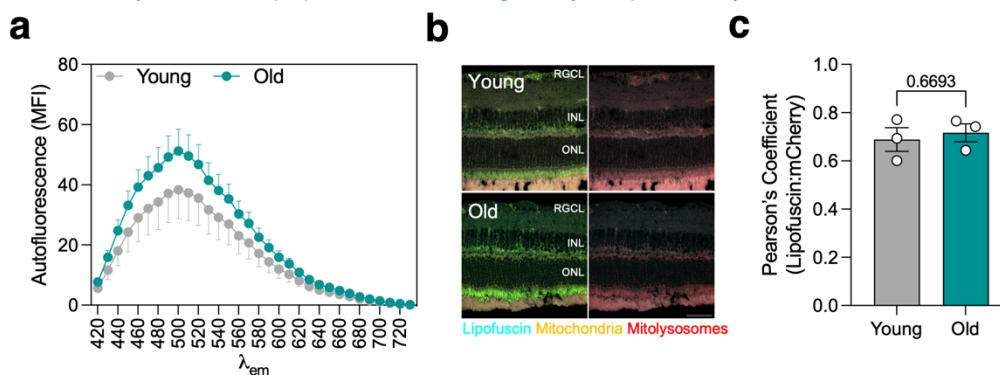 a
80
60
40
20
0
Autofluorescence (MFI)
Young
Old
420
440
460
480
500
520
540
560
580
600
620
640
660
680
700
720
λem
b
Young
RGCL
INL
ONL
Old
RGCL
INL
ONL
Lipofuscin Mitochondria Mitolysosomes
c
1.0
0.8
0.6
0.4
0.2
0.0
Pearson's Coefficient
(Lipofuscin:mCherry)
0.6693
Young
Old